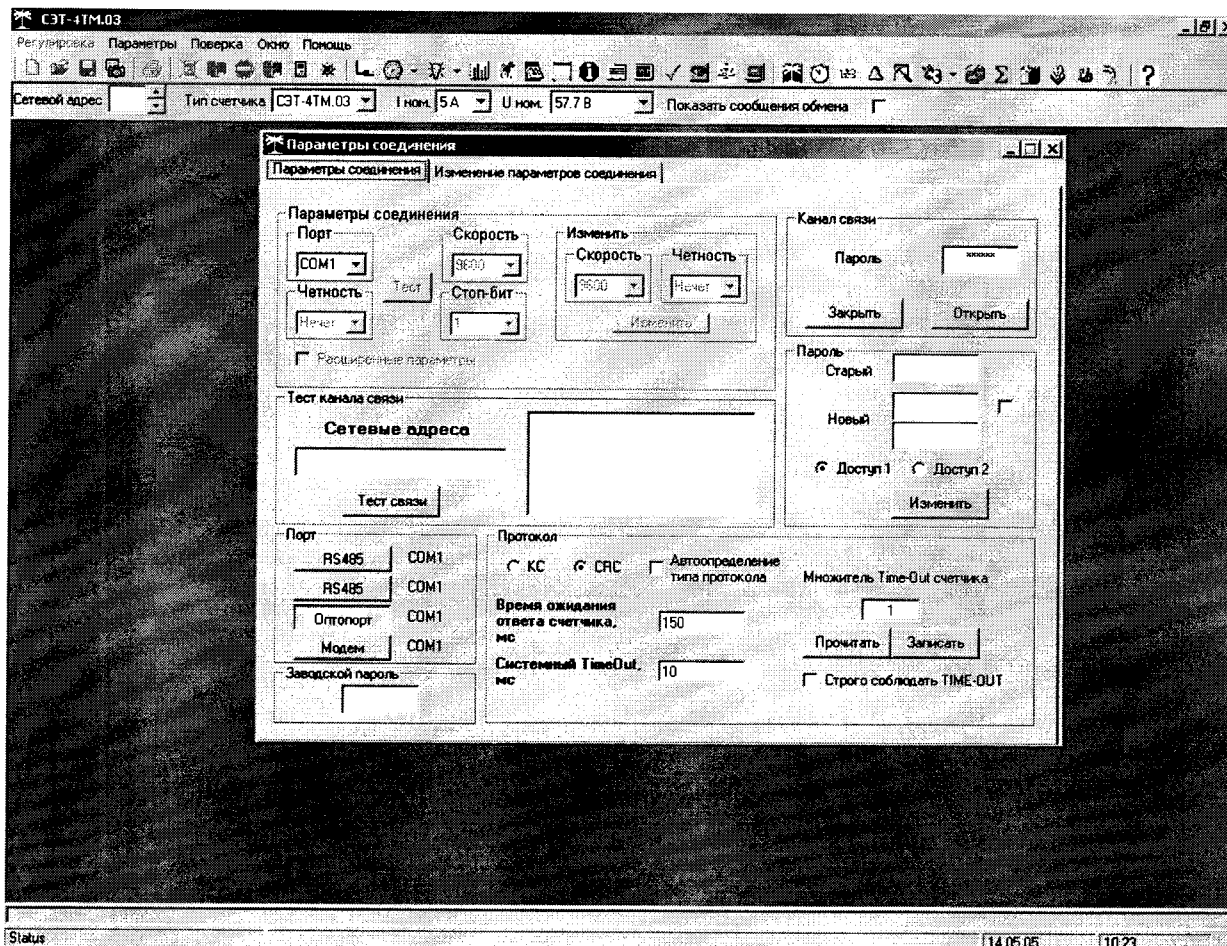 СЭТ-4ТМ.03
Регулировка Параметры Поверка Окно Помощь
Сетевой адрес Тип счетчика СЭТ-4ТМ.03 I ном. 5 А U ном. 57.7 В Показать сообщения обмена
Параметры соединения
Параметры соединения Изменение параметров соединения
Параметры соединения
Порт Скорость
COM1 9600
Тест
Четность Стоп-бит
Нечет 1
Расширенные параметры
Изменить
Скорость Четность
9600 Нечет
Изменить
Канал связи
Пароль ××××××
Закрыть Открыть
Пароль
Старый
Новый
Доступ 1 Доступ 2
Изменить
Тест канала связи
Сетевые адреса
Тест связи
Порт
RS485 COM1
RS485 COM1
Оптопорт COM1
Модем COM1
Заводской пароль
Протокол
КС CRC Автоопределение
типа протокола
Время ожидания
ответа счетчика,
мс
150
Системный TimeOut,
мс
10
Множитель Time-Out счетчика
1
Прочитать Записать
Строго соблюдать TIME-OUT
Status 14.05.05 10:23